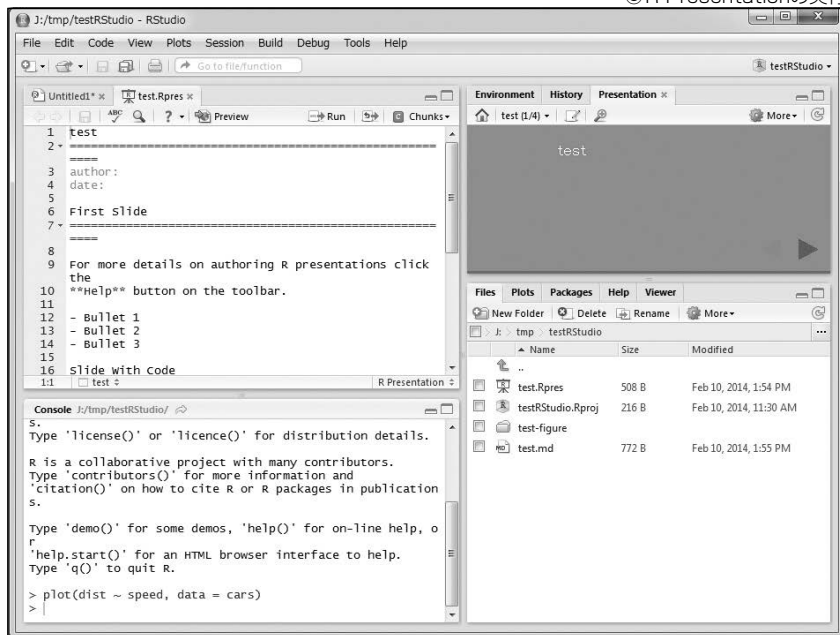 J:/tmp/testRStudio - RStudio
File Edit Code View Plots Session Build Debug Tools Help
Go to file/function
testRStudio
Untitled1*
test.Rpres
ABC
?
Preview
Run
Chunks
1 test
2 ================================================
====
3 author:
4 date:
5
6 First Slide
7 ================================================
====
8
9 For more details on authoring R presentations click
the
10 **Help** button on the toolbar.
11
12 - Bullet 1
13 - Bullet 2
14 - Bullet 3
15
16 Slide With Code
1:1
test
R Presentation
Console J:/tmp/testRStudio/
s.
Type 'license()' or 'licence()' for distribution details.
R is a collaborative project with many contributors.
Type 'contributors()' for more information and
'citation()' on how to cite R or R packages in publication
s.
Type 'demo()' for some demos, 'help()' for on-line help, o
r
'help.start()' for an HTML browser interface to help.
Type 'q()' to quit R.
> plot(dist ~ speed, data = cars)
>
Environment History Presentation
test (1/4)
More
test
Files Plots Packages Help Viewer
New Folder Delete Rename More
J: tmp testRStudio
Name Size Modified
..
test.Rpres 508 B Feb 10, 2014, 1:54 PM
testRStudio.Rproj 216 B Feb 10, 2014, 11:30 AM
test-figure
test.md 772 B Feb 10, 2014, 1:55 PM